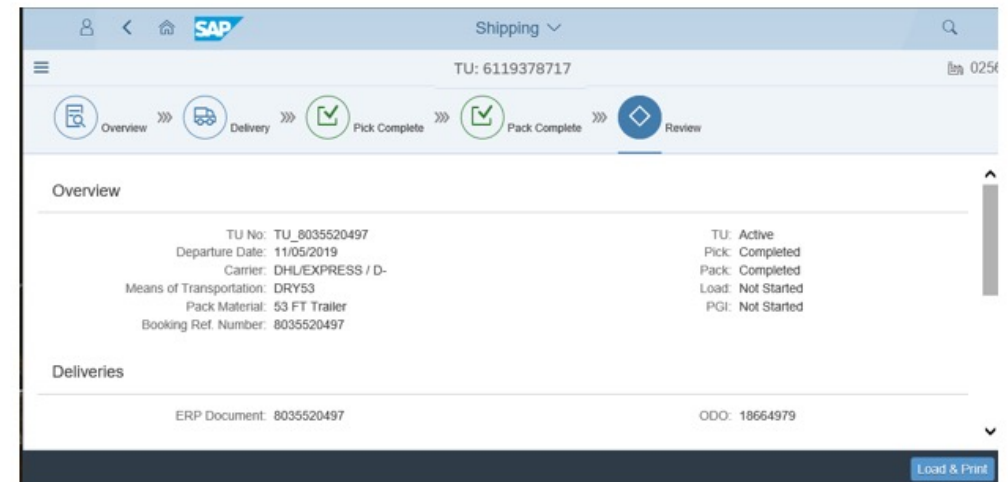 SAP Shipping
TU: 6119378717 0256
Overview Delivery Pick Complete Pack Complete Review
Overview
TU No: TU_8035520497 TU: Active
Departure Date: 11/05/2019 Pick: Completed
Carrier: DHL/EXPRESS / D- Pack: Completed
Means of Transportation: DRY53 Load: Not Started
Pack Material: 53 FT Trailer PGI: Not Started
Booking Ref. Number: 8035520497
Deliveries
ERP Document: 8035520497 ODO: 18664979
Load & Print